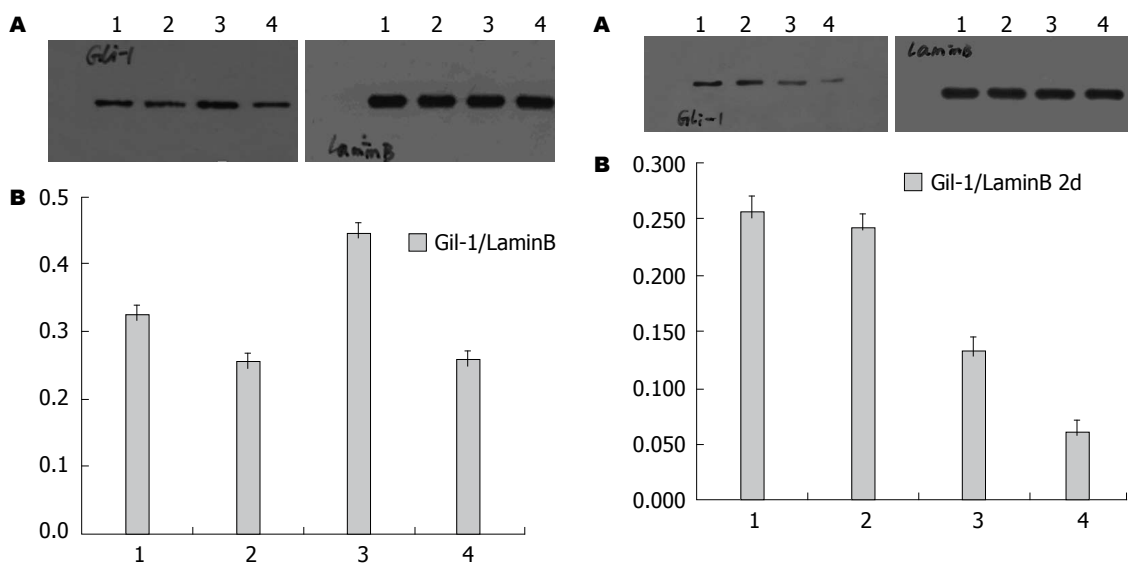 A 1 2 3 4 1 2 3 4
Gli-1
LaminB
B
0.5
0.4
0.3
0.2
0.1
0.0
Gil-1/LaminB
1 2 3 4
A 1 2 3 4 1 2 3 4
LaminB
Gli-1
B
0.300
0.250
0.200
0.150
0.100
0.050
0.000
Gil-1/LaminB 2d
1 2 3 4